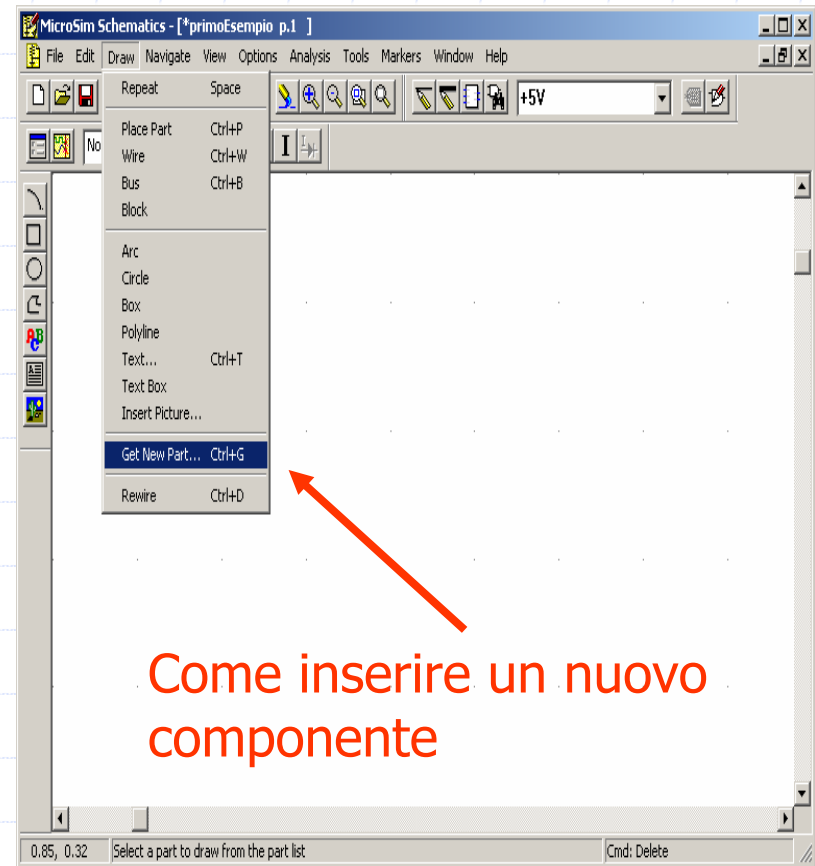 MicroSim Schematics - [*primoEsempio p.1 ]
File Edit Draw Navigate View Options Analysis Tools Markers Window Help
Repeat Space
+5V
Place Part Ctrl+P
No
Wire Ctrl+W
Bus Ctrl+B
Block
Arc
Circle
Box
Polyline
Text... Ctrl+T
Text Box
Insert Picture...
Get New Part... Ctrl+G
Rewire Ctrl+D
ABC
Come inserire un nuovo
componente
0.85, 0.32 Select a part to draw from the part list Cmd: Delete